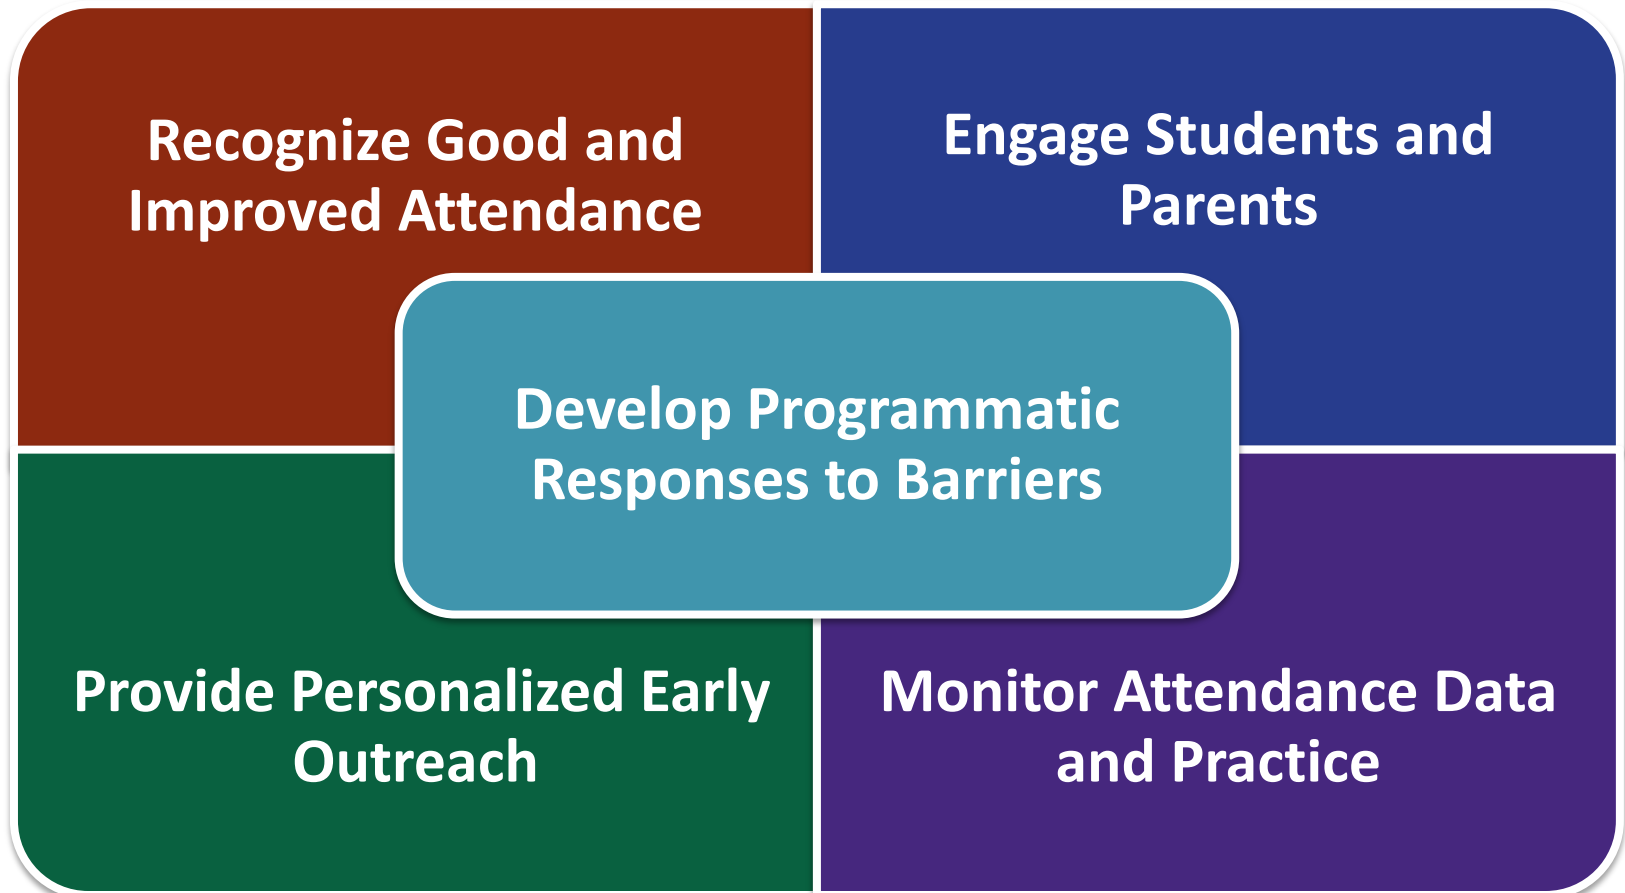 Recognize Good and
Improved Attendance
Engage Students and
Parents
Develop Programmatic
Responses to Barriers
Provide Personalized Early
Outreach
Monitor Attendance Data
and Practice